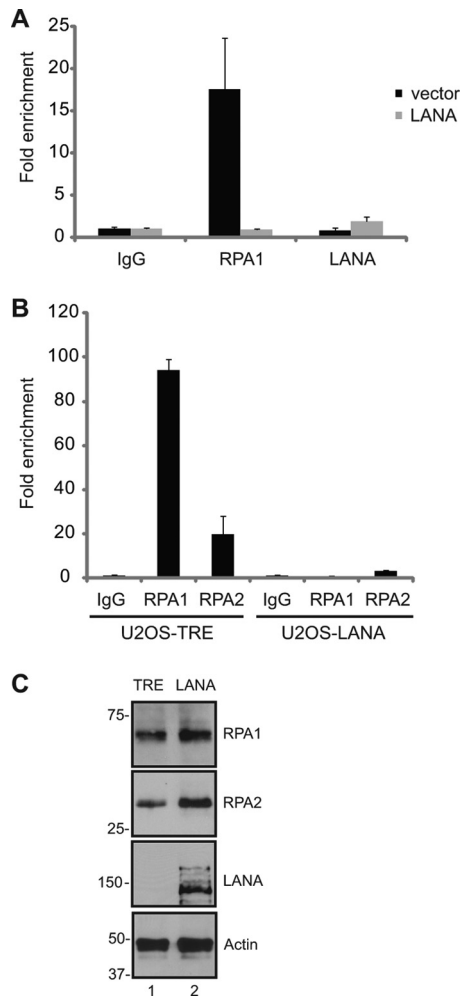 A
Fold enrichment
25
20
15
10
5
0
vector
LANA
IgG RPA1 LANA
B
Fold enrichment
120
100
80
60
40
20
0
IgG RPA1 RPA2 IgG RPA1 RPA2
U2OS-TRE U2OS-LANA
C
TRE LANA
75-
RPA1
RPA2
25-
150- LANA
50- Actin
37-
1 2